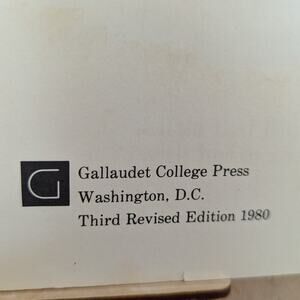 G
Gallaudet College Press
Washington, D.C.
Third Revised Edition 1980